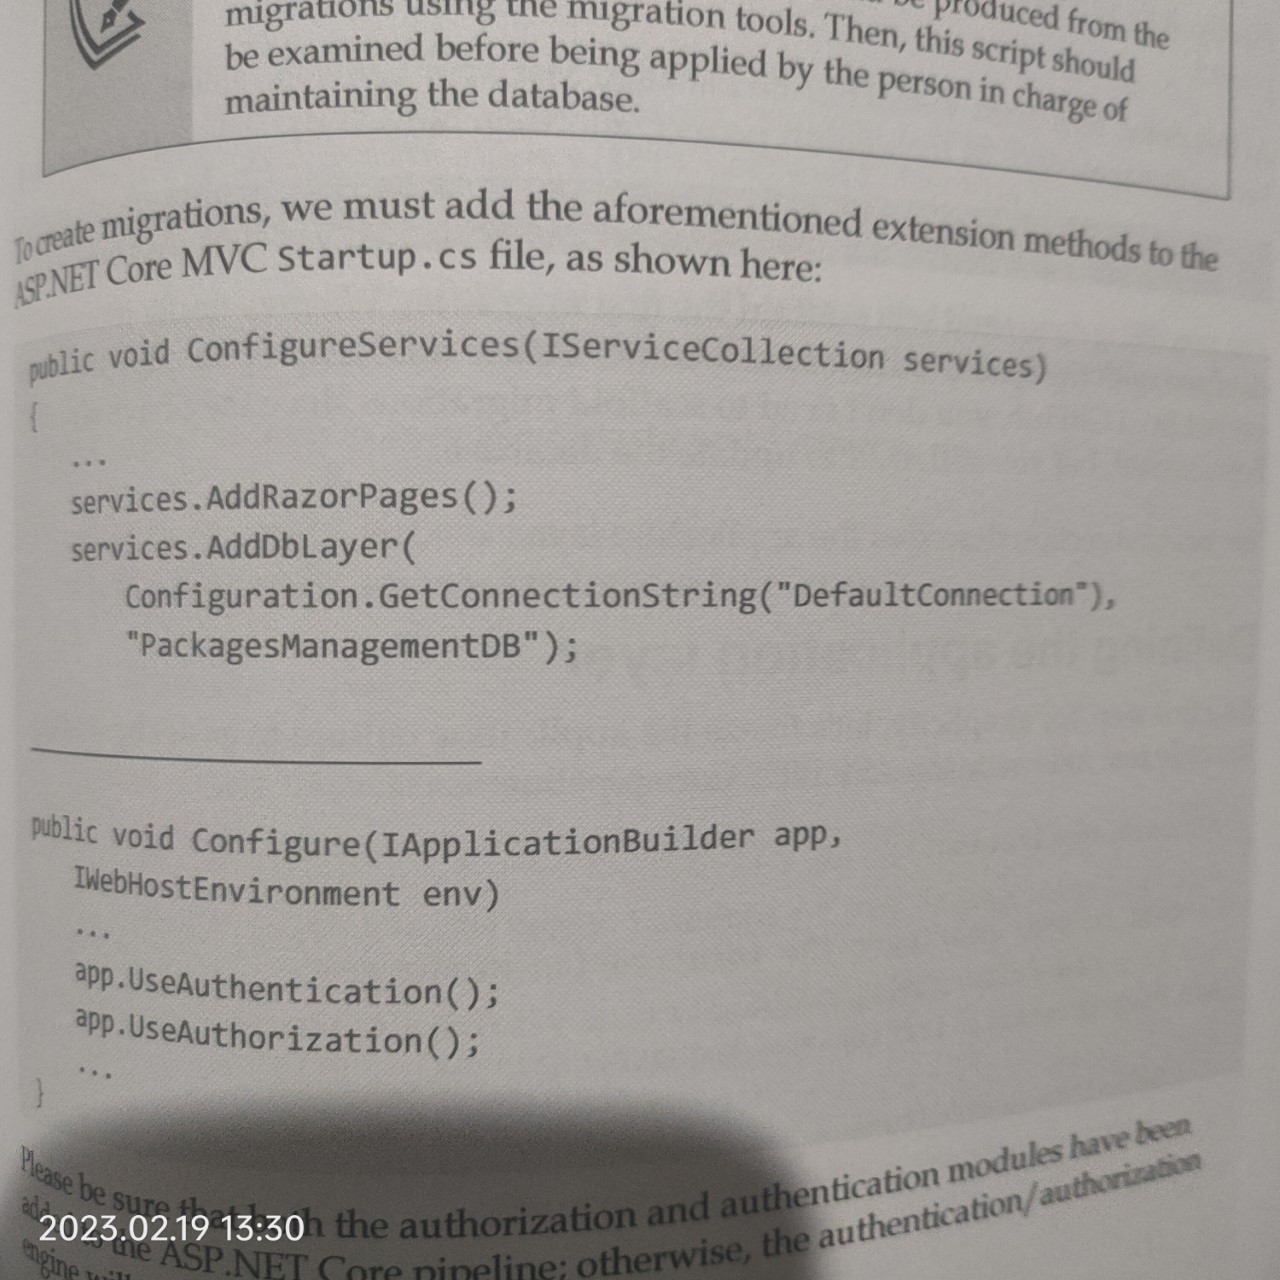 be produced from the
migrations using the migration tools. Then, this script should
be examined before being applied by the person in charge of
maintaining the database.
To create migrations, we must add the aforementioned extension methods to the
ASP.NET Core MVC Startup.cs file, as shown here:
public void ConfigureServices(IServiceCollection services)
{
...
services.AddRazorPages();
services.AddDbLayer(
Configuration.GetConnectionString("DefaultConnection"),
"PackagesManagementDB");
public void Configure(IApplicationBuilder app,
IWebHostEnvironment env)
...
app.UseAuthentication();
app.UseAuthorization();
...
}
Please be sure that both the authorization and authentication modules have been
the ASP.NET Core pipeline; otherwise, the authentication/authorization
engine
2023.02.19 13:30